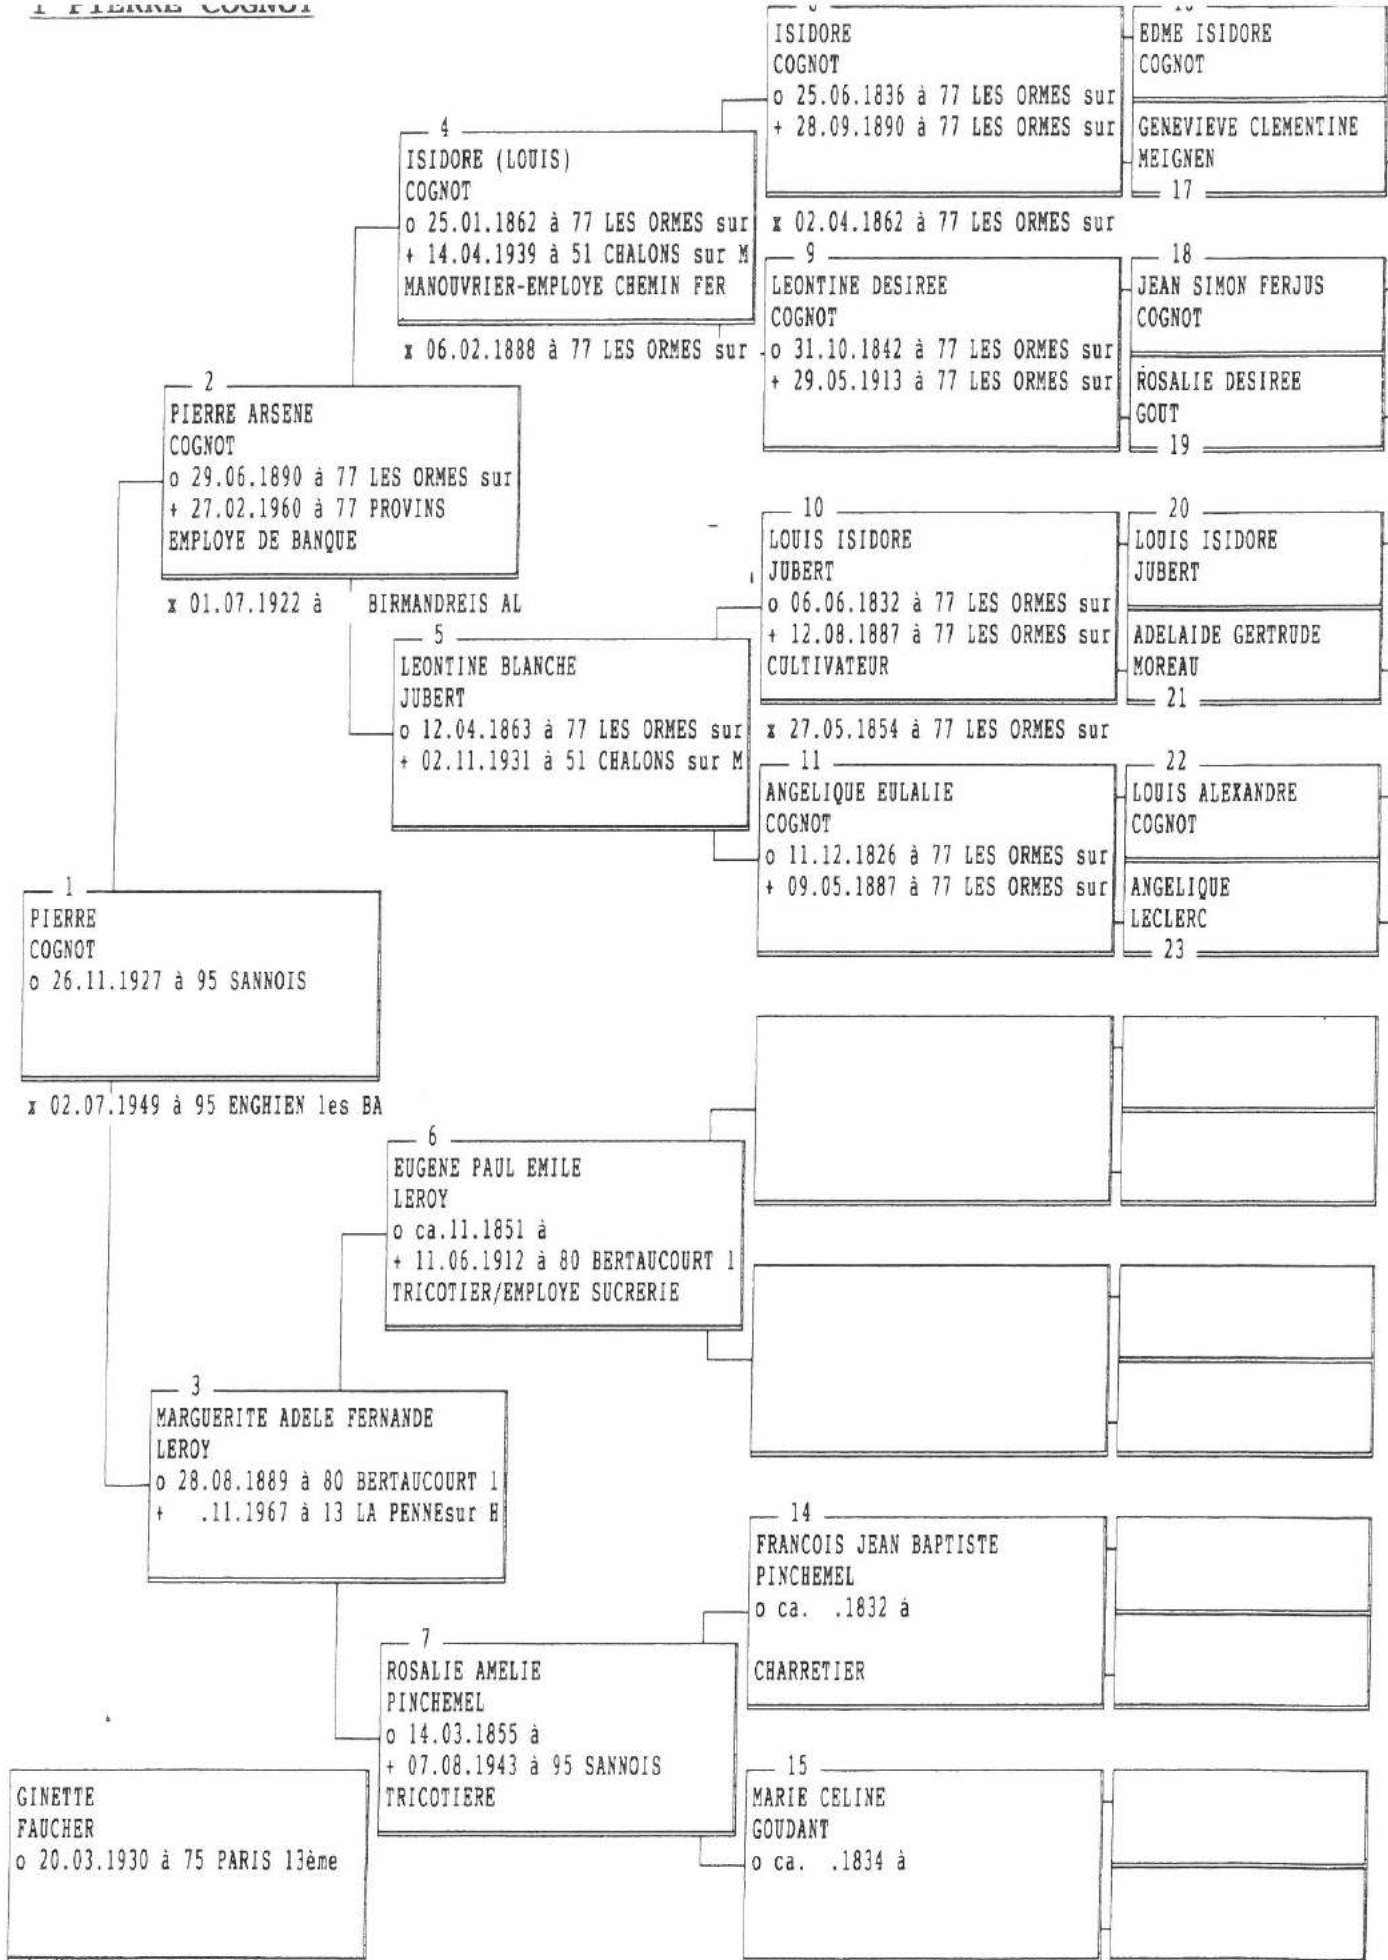 1 PIERRE COGNOT
8
ISIDORE
COGNOT
o 25.06.1836 à 77 LES ORMES sur
+ 28.09.1890 à 77 LES ORMES sur
x 02.04.1862 à 77 LES ORMES sur
16
EDME ISIDORE
COGNOT
GENEVIEVE CLEMENTINE
MEIGNEN
17
4
ISIDORE (LOUIS)
COGNOT
o 25.01.1862 à 77 LES ORMES sur
+ 14.04.1939 à 51 CHALONS sur M
MANOUVRIER-EMPLOYE CHEMIN FER
x 06.02.1888 à 77 LES ORMES sur
9
LEONTINE DESIREE
COGNOT
o 31.10.1842 à 77 LES ORMES sur
+ 29.05.1913 à 77 LES ORMES sur
18
JEAN SIMON FERJUS
COGNOT
ROSALIE DESIREE
GOUT
19
2
PIERRE ARSENE
COGNOT
o 29.06.1890 à 77 LES ORMES sur
+ 27.02.1960 à 77 PROVINS
EMPLOYE DE BANQUE
x 01.07.1922 à BIRMANDREIS AL
10
LOUIS ISIDORE
JUBERT
o 06.06.1832 à 77 LES ORMES sur
+ 12.08.1887 à 77 LES ORMES sur
CULTIVATEUR
x 27.05.1854 à 77 LES ORMES sur
20
LOUIS ISIDORE
JUBERT
ADELAIDE GERTRUDE
MOREAU
21
5
LEONTINE BLANCHE
JUBERT
o 12.04.1863 à 77 LES ORMES sur
+ 02.11.1931 à 51 CHALONS sur M
11
ANGELIQUE EULALIE
COGNOT
o 11.12.1826 à 77 LES ORMES sur
+ 09.05.1887 à 77 LES ORMES sur
22
LOUIS ALEXANDRE
COGNOT
ANGELIQUE
LECLERC
23
1
PIERRE
COGNOT
o 26.11.1927 à 95 SANNOIS
x 02.07.1949 à 95 ENGHIEN les BA
6
EUGENE PAUL EMILE
LEROY
o ca.11.1851 à
+ 11.06.1912 à 80 BERTAUCOURT l
TRICOTIER/EMPLOYE SUCRERIE
3
MARGUERITE ADELE FERNANDE
LEROY
o 28.08.1889 à 80 BERTAUCOURT l
+ .11.1967 à 13 LA PENNEsur H
14
FRANCOIS JEAN BAPTISTE
PINCHEMEL
o ca. .1832 à
CHARRETIER
7
ROSALIE AMELIE
PINCHEMEL
o 14.03.1855 à
+ 07.08.1943 à 95 SANNOIS
TRICOTIERE
15
MARIE CELINE
GOUDANT
o ca. .1834 à
GINETTE
FAUCHER
o 20.03.1930 à 75 PARIS 13ème